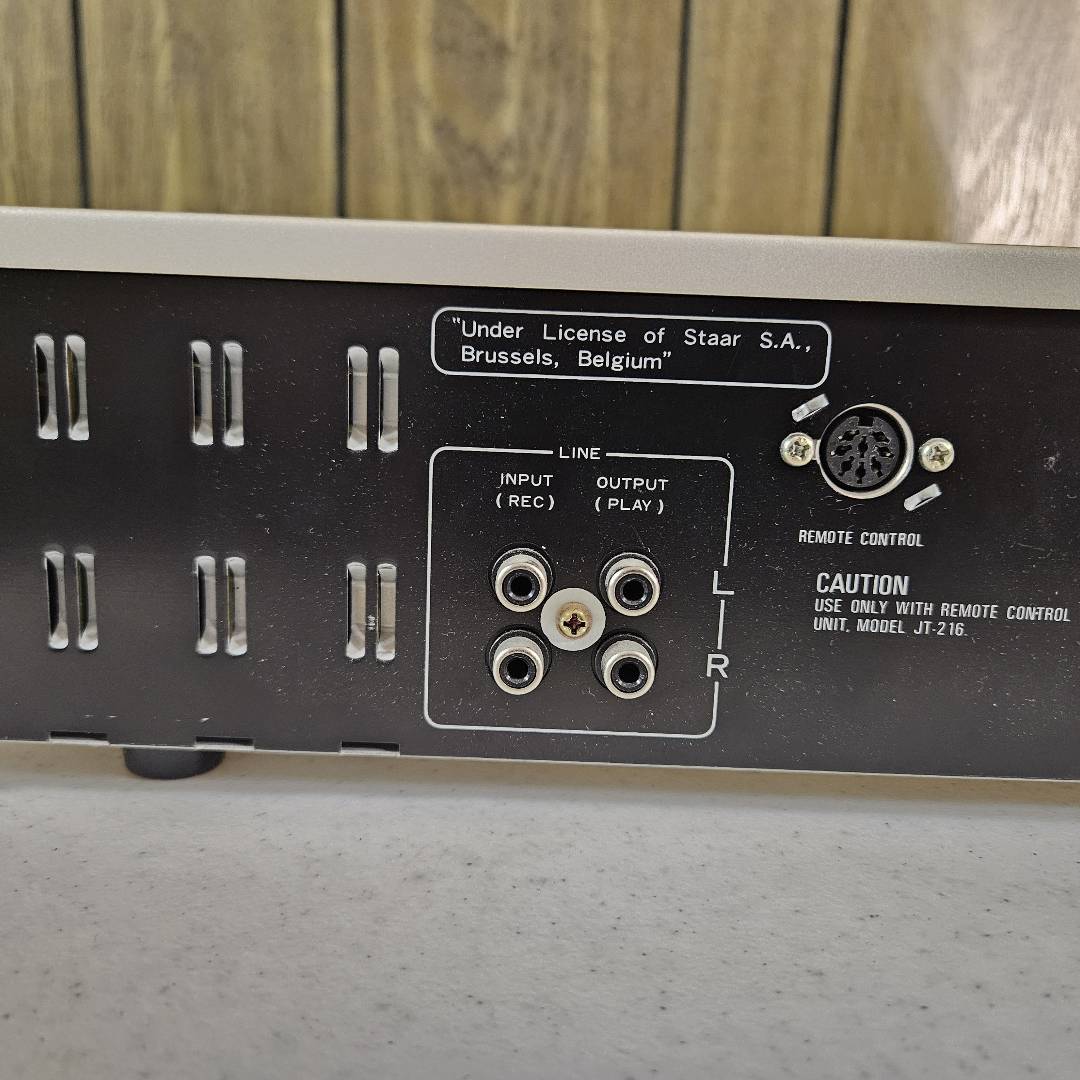 "Under License of Staar S.A.,
Brussels, Belgium"
LINE
INPUT
(REC)
OUTPUT
(PLAY)
L
R
REMOTE CONTROL
CAUTION
USE ONLY WITH REMOTE CONTROL
UNIT. MODEL JT-216.